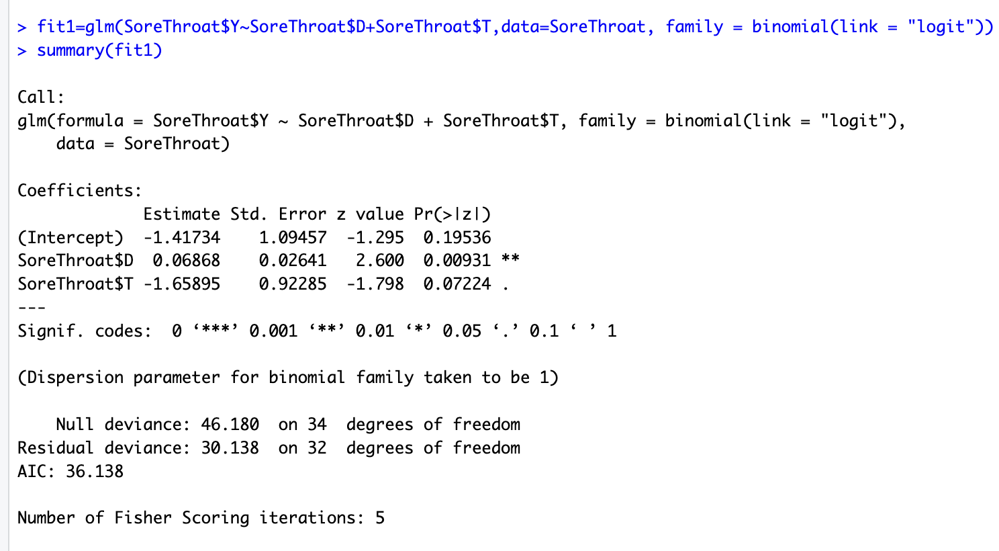 > fit1=glm(SoreThroat$Y~SoreThroat$D+SoreThroat$T,data=SoreThroat, family = binomial(link = "logit"))
> summary(fit1)
Call:
glm(formula = SoreThroat$Y ~ SoreThroat$D + SoreThroat$T, family = binomial(link = "logit"),
    data = SoreThroat)
Coefficients:
             Estimate Std. Error z value Pr(>|z|)
(Intercept)  -1.41734    1.09457  -1.295  0.19536
SoreThroat$D  0.06868    0.02641   2.600  0.00931 **
SoreThroat$T -1.65895    0.92285  -1.798  0.07224 .
---
Signif. codes:  0 ‘***’ 0.001 ‘**’ 0.01 ‘*’ 0.05 ‘.’ 0.1 ‘ ’ 1
(Dispersion parameter for binomial family taken to be 1)
    Null deviance: 46.180  on 34  degrees of freedom
Residual deviance: 30.138  on 32  degrees of freedom
AIC: 36.138
Number of Fisher Scoring iterations: 5